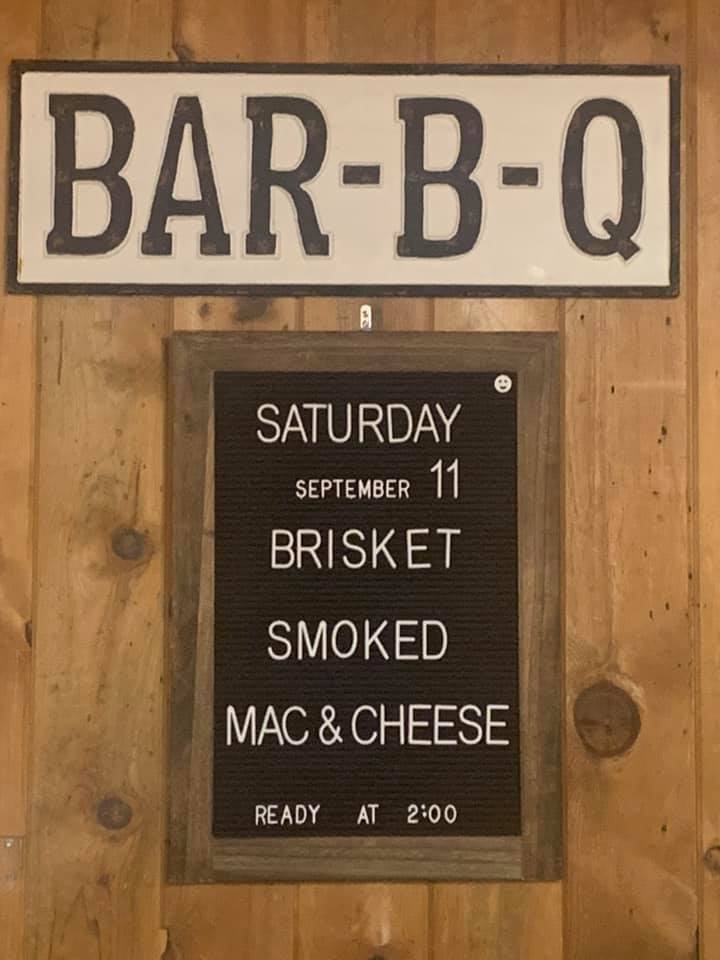 BAR-B-Q
SATURDAY
SEPTEMBER 11
BRISKET
SMOKED
MAC & CHEESE
READY AT 2:00